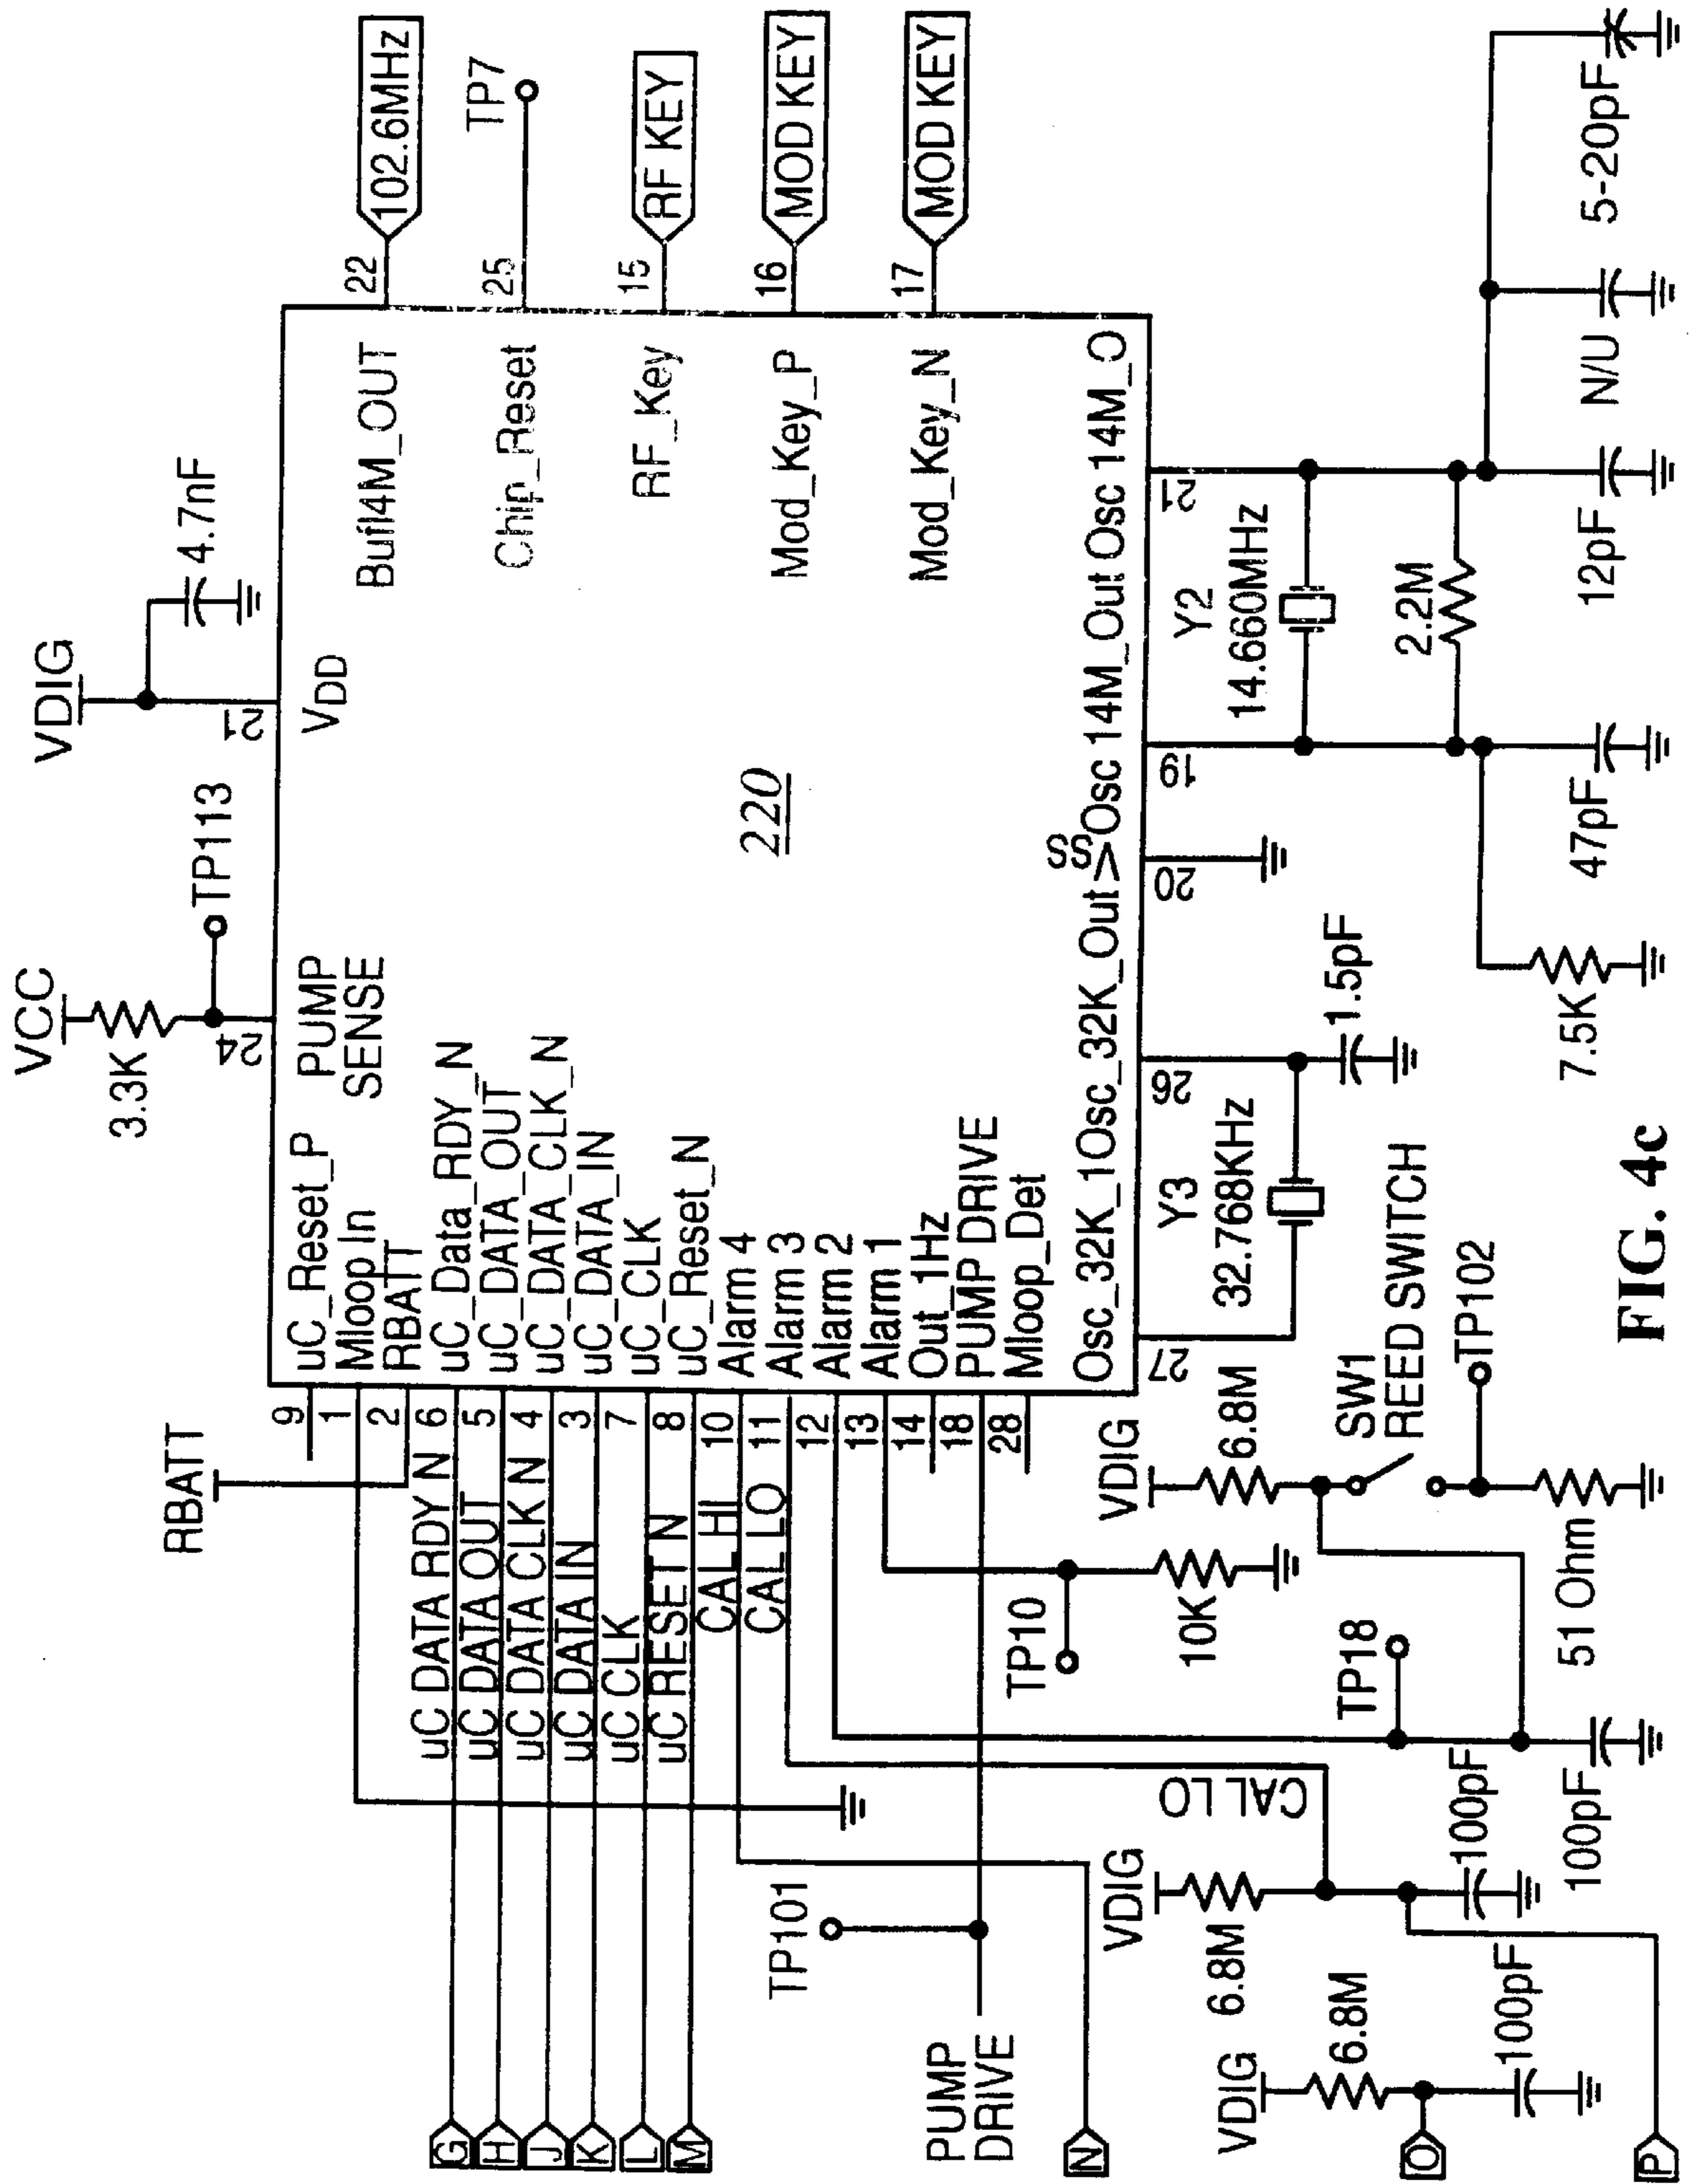 VCC
3.3K
TP113
24
VDIG
4.7nF
21
102.6MHz
22
TP7
25
RF KEY
15
MOD KEY
16
MOD KEY
17
RBATT
9
1
2
uC DATA RDY N 6
uC DATA OUT 5
uC DATA CLK N 4
uC DATA IN 3
uC CLK 7
uC RESET N 8
CAL HI 10
CAL LO 11
12
13
14
18
28
uC_Reset_P
Mloop In
RBATT
uC_Data_RDY_N
uC_DATA_OUT
uC_DATA_CLK_N
uC_DATA_IN
uC_CLK
uC_Reset_N
Alarm 4
Alarm 3
Alarm 2
Alarm 1
Out_1Hz
PUMP DRIVE
Mloop_Det
PUMP
SENSE
VDD
220
Buf14M_OUT
Chip_Reset
RF_Key
Mod_Key_P
Mod_Key_N
Osc_32K_1 Osc_32K_Out VSS Osc 14M_Out Osc 14M_O
G
H
J
K
L
M
TP101
PUMP
DRIVE
N
VDIG
6.8M
CAL LO
100pF
VDIG
6.8M
100pF
O
P
TP10
10K
TP18
100pF
VDIG
6.8M
SW1
REED SWITCH
TP102
51 Ohm
27
Y3
32.768KHz
26
1.5pF
20
19
Y2
14.660MHz
21
2.2M
7.5K
47pF
12pF
N/U
5-20pF
FIG. 4c